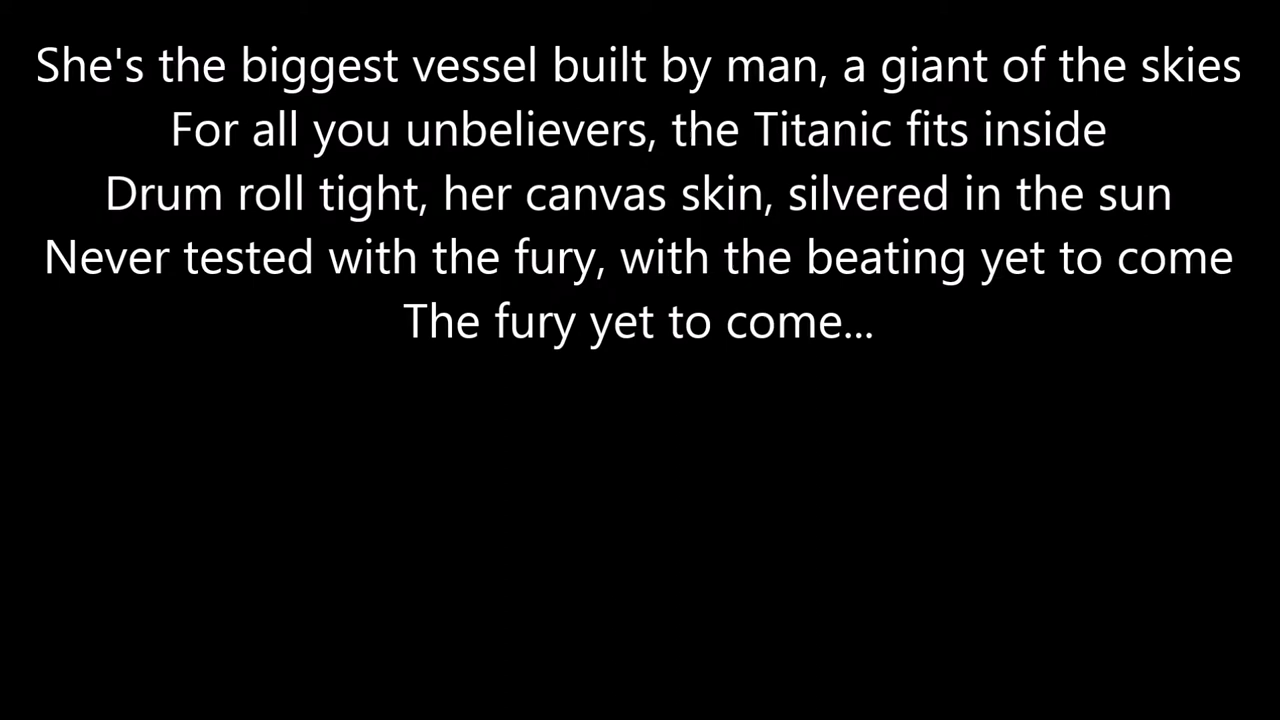 She's the biggest vessel built by man, a giant of the skies
For all you unbelievers, the Titanic fits inside
Drum roll tight, her canvas skin, silvered in the sun
Never tested with the fury, with the beating yet to come
The fury yet to come...